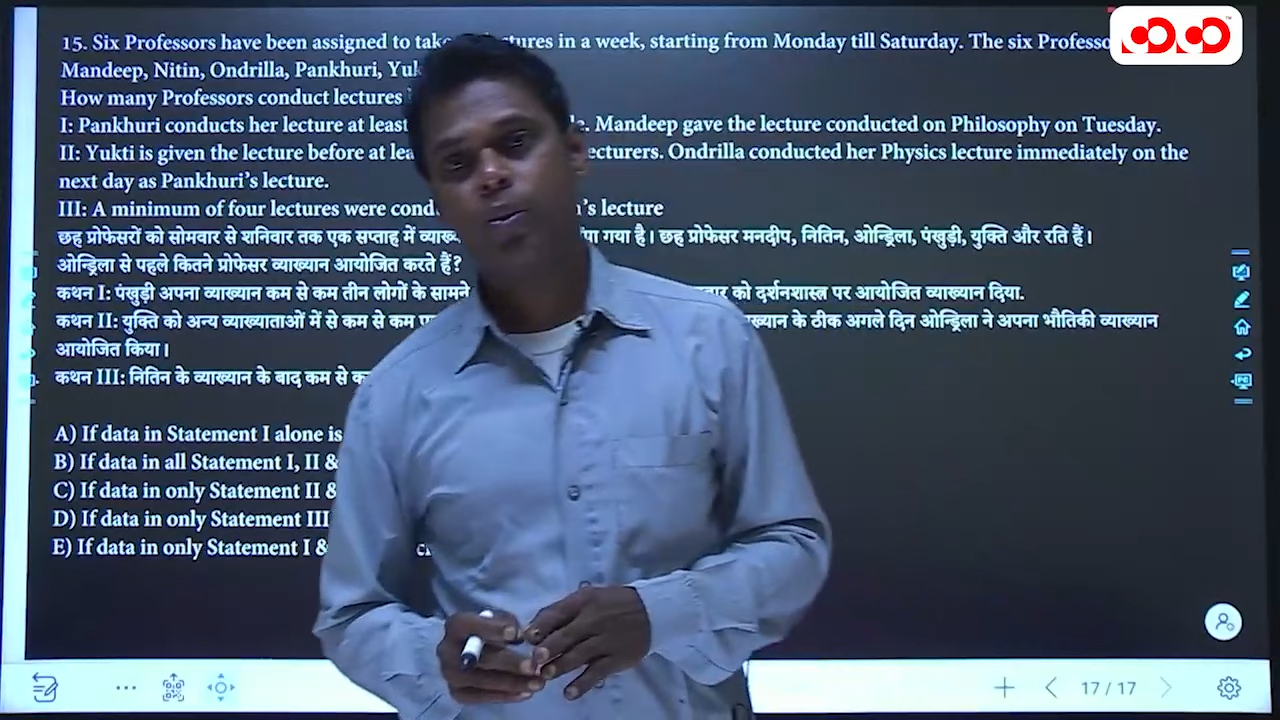 15. Six Professors have been assigned to take lectures in a week, starting from Monday till Saturday. The six
Mandeep, Nitin, Ondrilla, Pankhuri,
How many Professors conduct lectures
I: Pankhuri conducts her lecture at least Mandeep gave the lecture conducted on Philosophy on Tuesday.
II: Yukti is given the lecture before at lecturers. Ondrilla conducted her Physics lecture immediately on the
next day as Pankhuri’s lecture.
III: A minimum of four lectures were lecture
छह प्रोफेसरों को सोमवार से शनिवार तक एक सप्ताह में गया है। छह प्रोफेसर मनदीप, नितिन, ओन्ड्रिला, पंखुड़ी, युक्ति और रति हैं।
ओन्ड्रिला से पहले कितने प्रोफेसर व्याख्यान आयोजित करते हैं?
कथन I: पंखुड़ी अपना व्याख्यान कम से कम तीन लोगों के सामने को दर्शनशास्त्र पर आयोजित व्याख्यान दिया.
कथन II: युक्ति को अन्य व्याख्याताओं में से कम से कम के ठीक अगले दिन ओन्ड्रिला ने अपना भौतिकी व्याख्यान
आयोजित किया।
कथन III: नितिन के व्याख्यान के बाद कम से
A) If data in Statement I alone is
B) If data in all Statement I, II &
C) If data in only Statement II &
D) If data in only Statement III
E) If data in only Statement I &
17 / 17